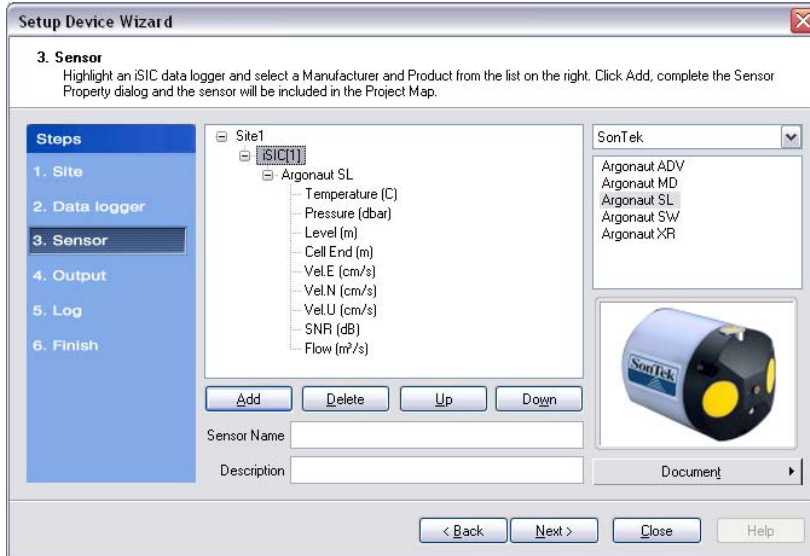 Setup Device Wizard
3. Sensor
Highlight an iSIC data logger and select a Manufacturer and Product from the list on the right. Click Add, complete the Sensor
Property dialog and the sensor will be included in the Project Map.
Steps
1. Site
2. Data logger
3. Sensor
4. Output
5. Log
6. Finish
Site1
iSIC[1]
Argonaut SL
Temperature (C)
Pressure (dbar)
Level (m)
Cell End (m)
Vel.E (cm/s)
Vel.N (cm/s)
Vel.U (cm/s)
SNR (dB)
Flow (m³/s)
Add
Delete
Up
Down
Sensor Name
Description
SonTek
Argonaut ADV
Argonaut MD
Argonaut SL
Argonaut SW
Argonaut XR
SonTek
Document
< Back
Next >
Close
Help